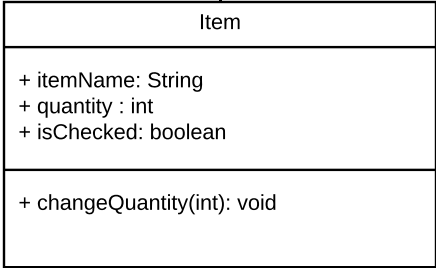 Item
+ itemName: String
+ quantity : int
+ isChecked: boolean
+ changeQuantity(int): void